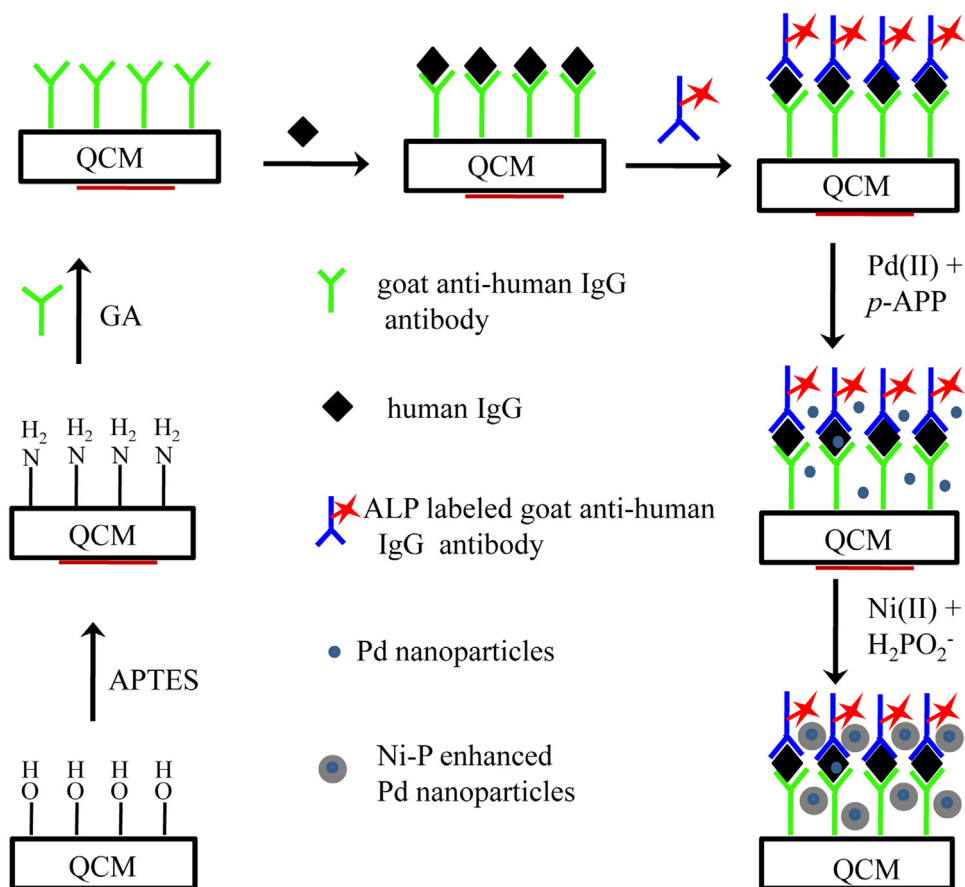 QCM
QCM
QCM
GA
Pd(II) +
p-APP
goat anti-human IgG
antibody
human IgG
H2 H2 H2 H2
N N N N
QCM
QCM
ALP labeled goat anti-human
IgG antibody
Ni(II) +
H2PO2-
APTES
Pd nanoparticles
Ni-P enhanced
Pd nanoparticles
H H H H
O O O O
QCM
QCM